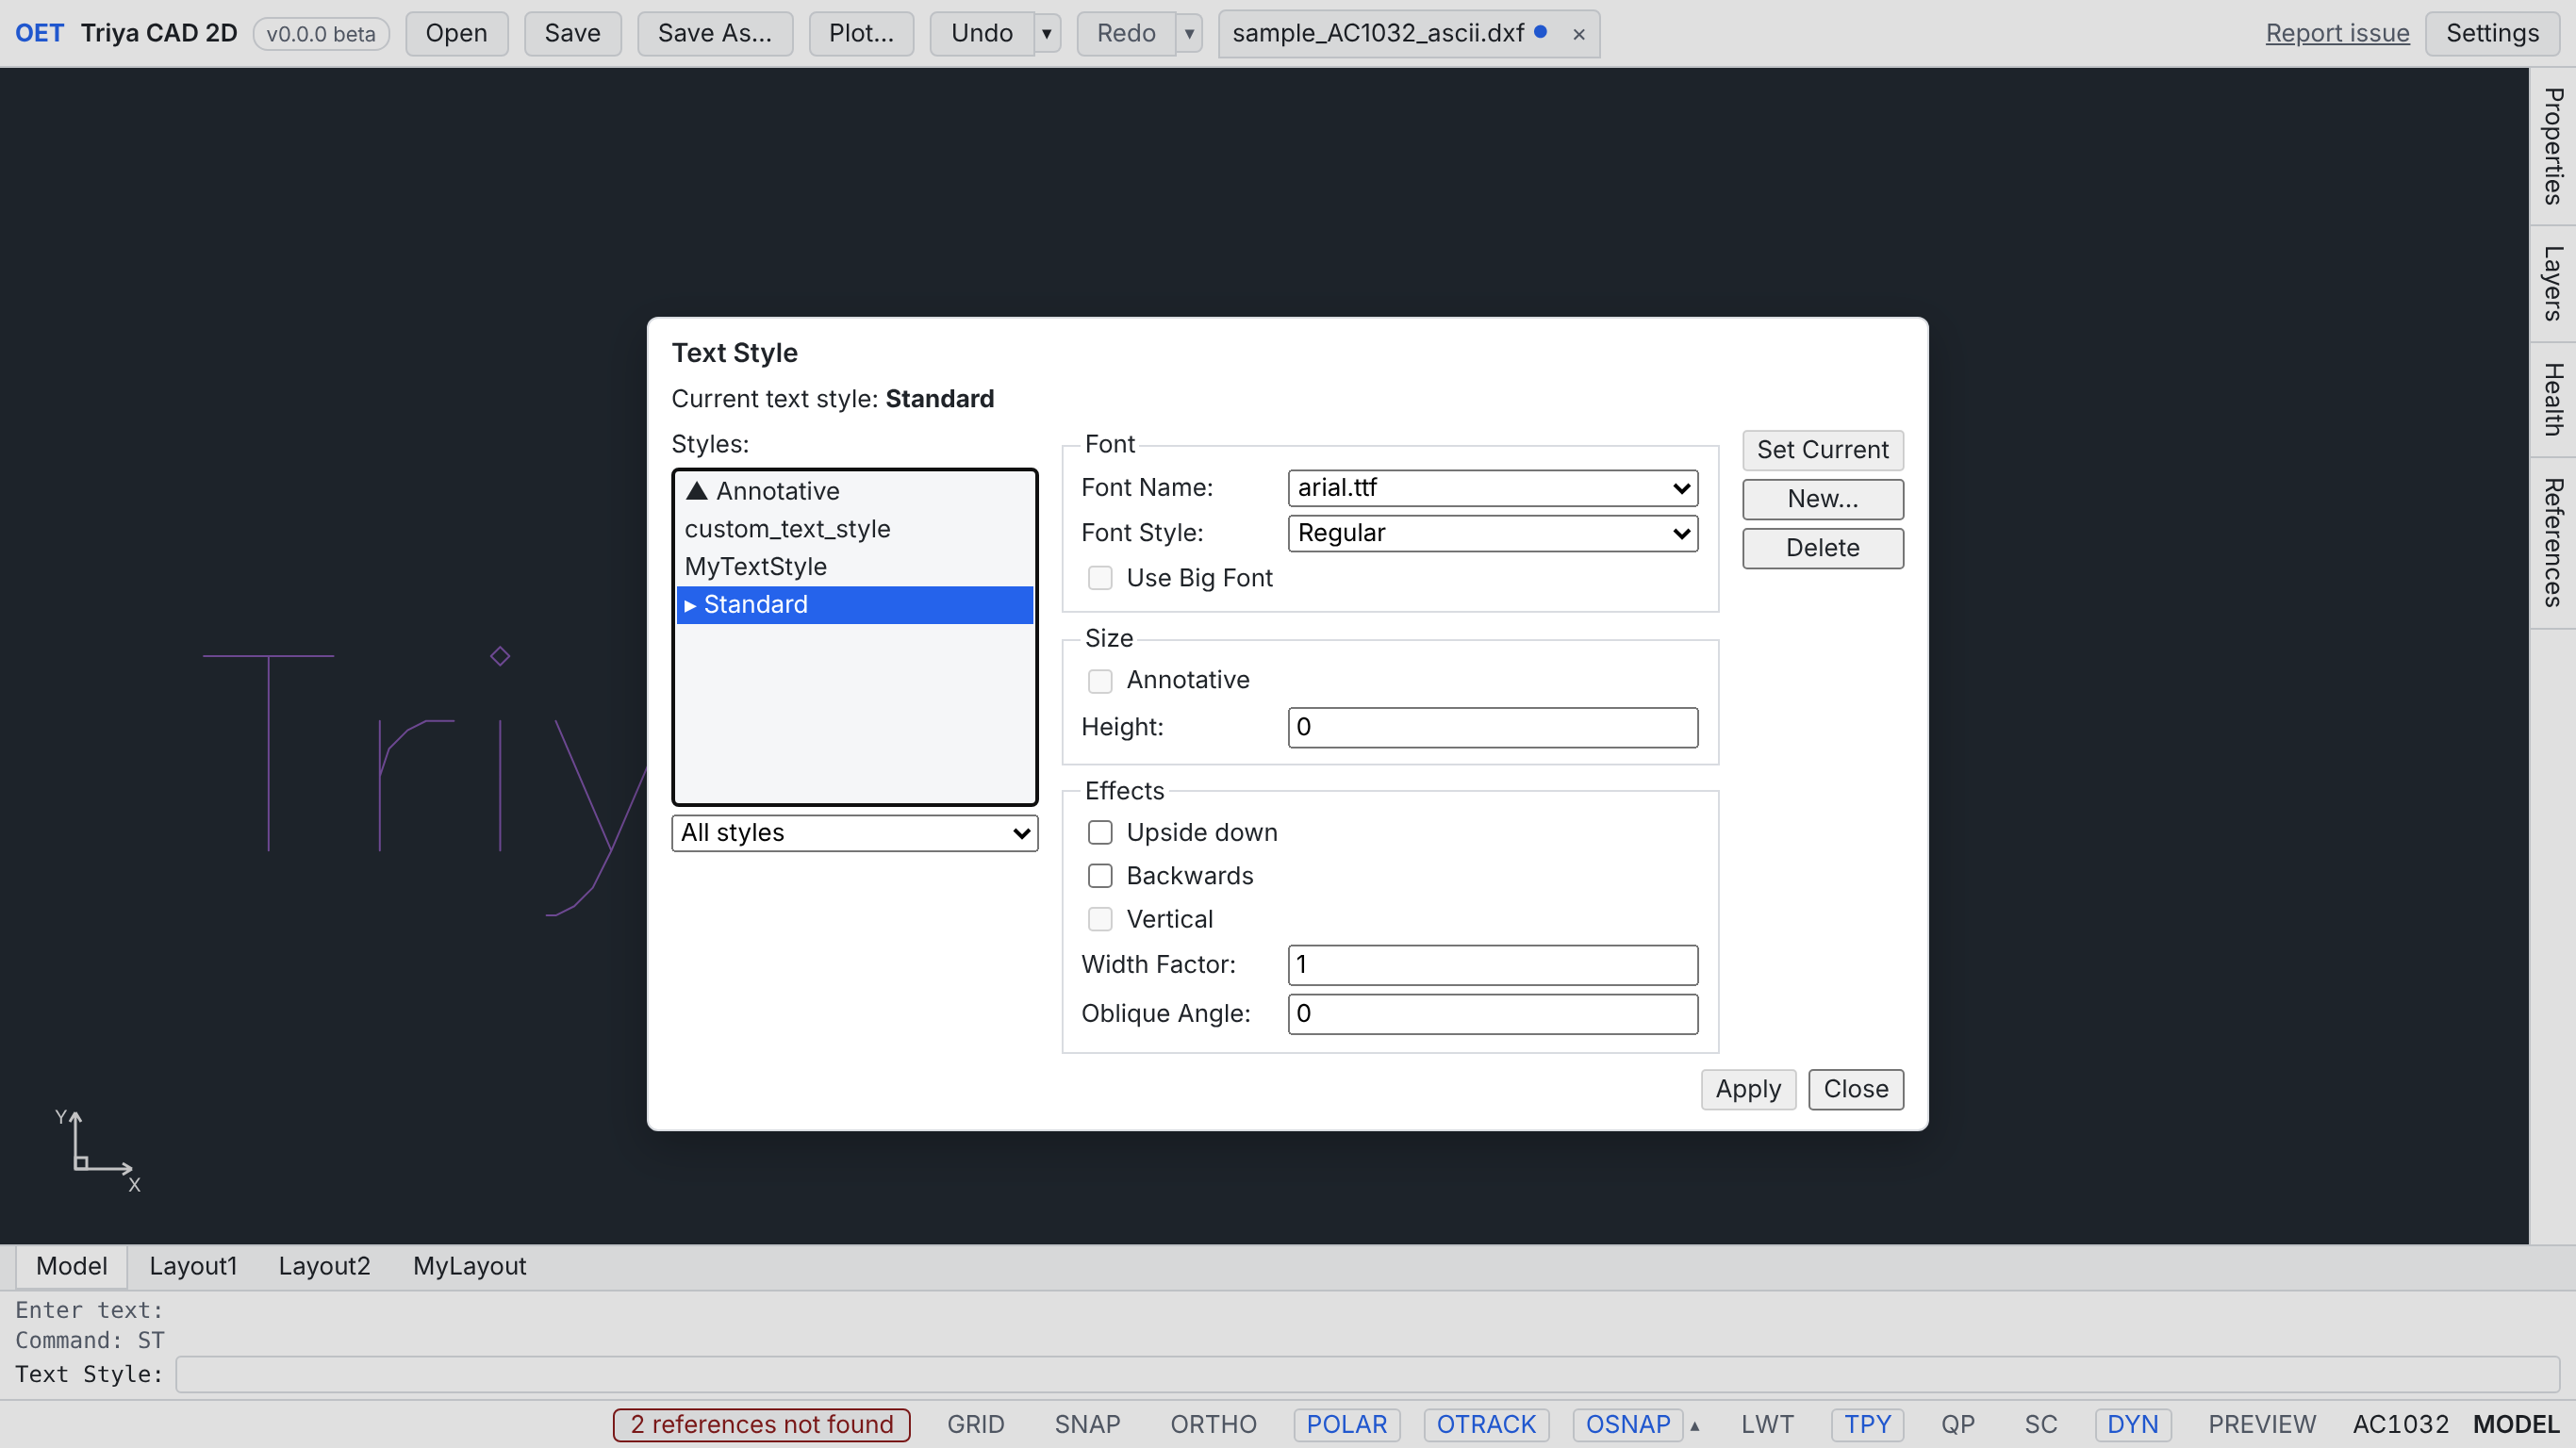 OET Triya CAD 2D v0.0.0 beta Open Save Save As... Plot... Undo ▾ Redo ▾ sample_AC1032_ascii.dxf × Report issue Settings
Properties
Layers
Health
References
Triy
Text Style
Current text style: Standard
Styles:
▲ Annotative
custom_text_style
MyTextStyle
▸ Standard
All styles
Font
Font Name: arial.ttf
Font Style: Regular
Use Big Font
Size
Annotative
Height: 0
Effects
Upside down
Backwards
Vertical
Width Factor: 1
Oblique Angle: 0
Set Current
New...
Delete
Apply Close
Y
X
Model Layout1 Layout2 MyLayout
Enter text:
Command: ST
Text Style:
2 references not found GRID SNAP ORTHO POLAR OTRACK OSNAP ▴ LWT TPY QP SC DYN PREVIEW AC1032 MODEL